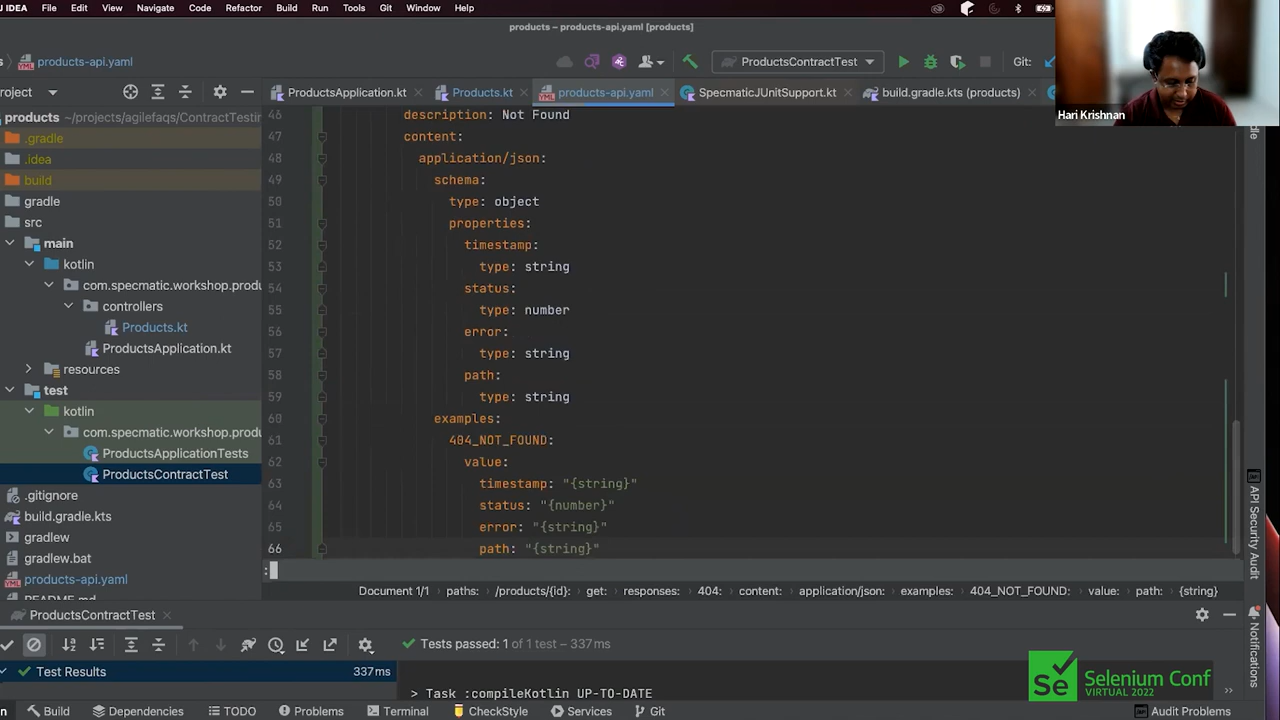 IDEA File Edit View Navigate Code Refactor Build Run Tools Git Window Help
products – products-api.yaml [products]
products-api.yaml ProductsContractTest Git:
roject ProductsApplication.kt Products.kt products-api.yaml SpecmaticJUnitSupport.kt build.gradle.kts (products)
Hari Krishnan
products ~/projects/agilefaqs/ContractTestin
.gradle
.idea
build
gradle
src
main
kotlin
com.specmatic.workshop.produ
controllers
Products.kt
ProductsApplication.kt
resources
test
kotlin
com.specmatic.workshop.produ
ProductsApplicationTests
ProductsContractTest
.gitignore
build.gradle.kts
gradlew
gradlew.bat
products-api.yaml
README.md
46 description: Not Found
47 content:
48 application/json:
49 schema:
50 type: object
51 properties:
52 timestamp:
53 type: string
54 status:
55 type: number
56 error:
57 type: string
58 path:
59 type: string
60 examples:
61 404_NOT_FOUND:
62 value:
63 timestamp: "{string}"
64 status: "{number}"
65 error: "{string}"
66 path: "{string}"
:
Document 1/1 paths: /products/{id}: get: responses: 404: content: application/json: examples: 404_NOT_FOUND: value: path: {string}
API Security Audit
Notifications
ProductsContractTest
Tests passed: 1 of 1 test – 337 ms
Test Results 337 ms
> Task :compileKotlin UP-TO-DATE
Se Selenium Conf
VIRTUAL 2022
Build Dependencies TODO Problems Terminal CheckStyle Services Git Audit Problems